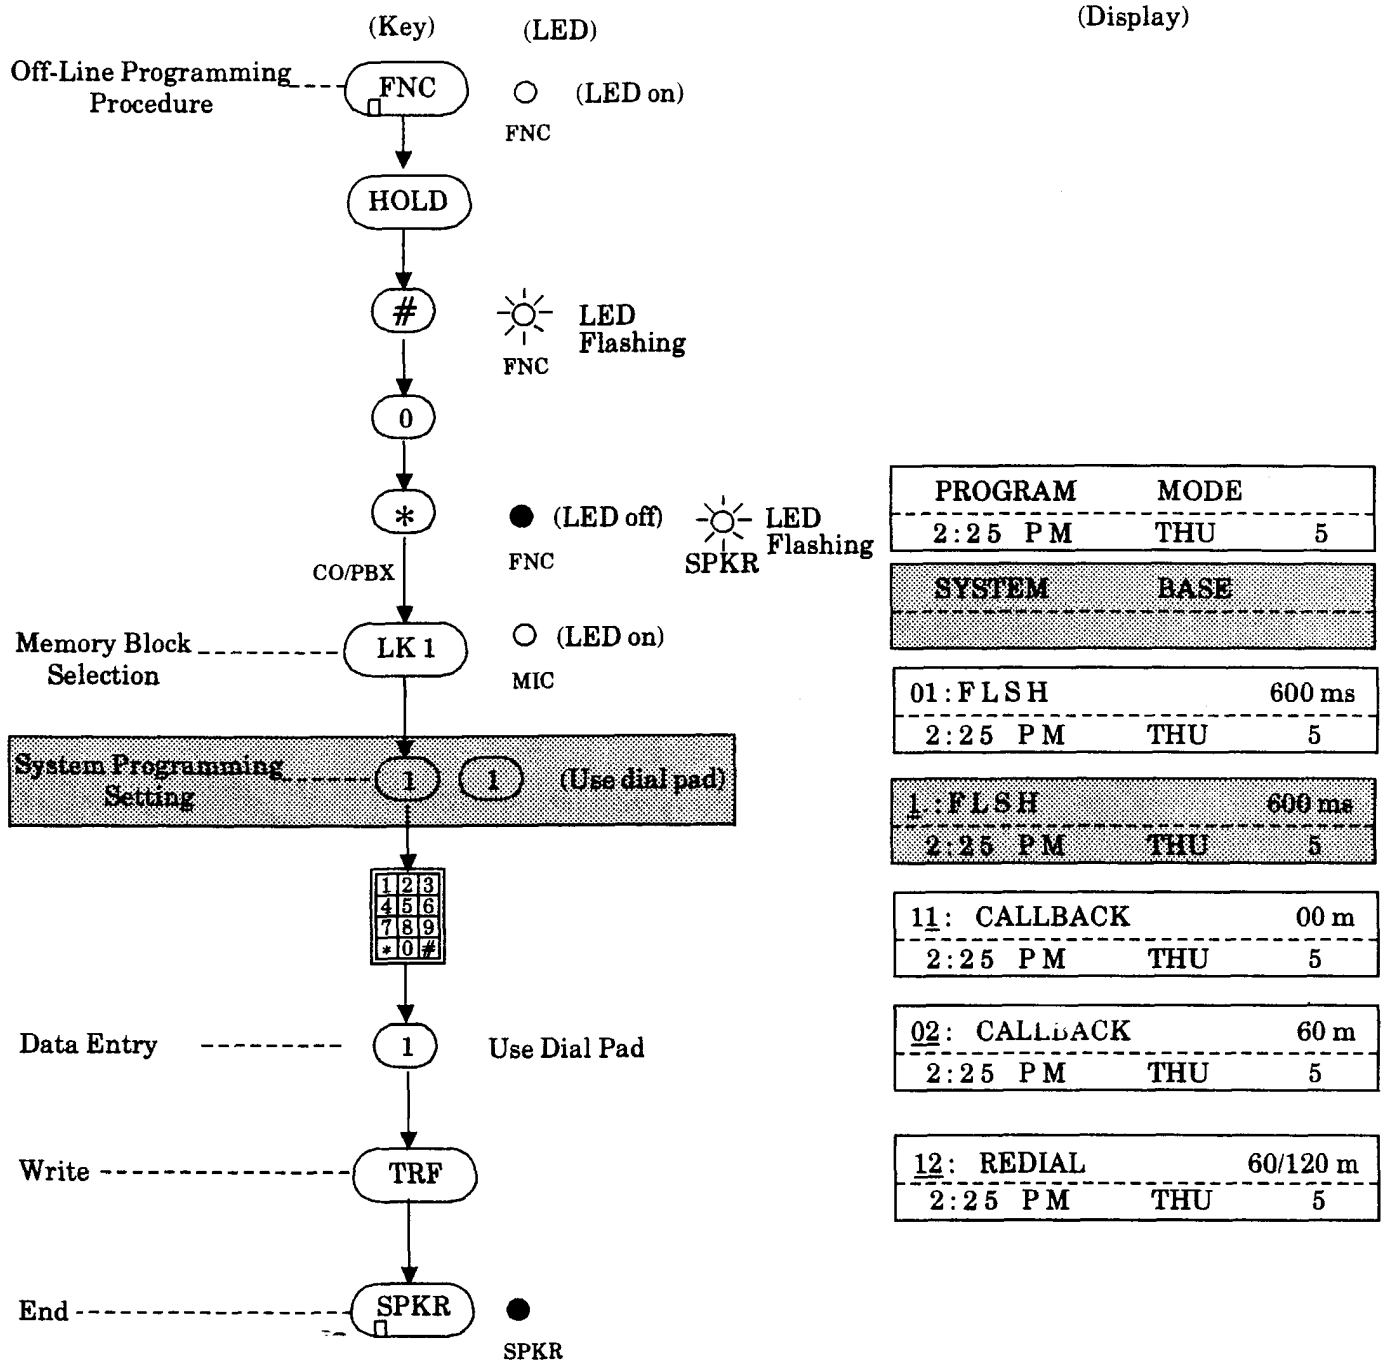 (Key) (LED) (Display)
Off-Line Programming
Procedure
FNC (LED on)
FNC
HOLD
# LED
Flashing
FNC
0
* (LED off) LED
Flashing
FNC SPKR
CO/PBX
PROGRAM MODE
2:25 PM THU 5
SYSTEM BASE
Memory Block
Selection
LK 1 (LED on)
MIC
01:FLSH 600 ms
2:25 PM THU 5
System Programming
Setting
1 1 (Use dial pad)
1.:FLSH 600 ms
2:25 PM THU 5
1 2 3
4 5 6
7 8 9
* 0 #
11: CALLBACK 00 m
2:25 PM THU 5
Data Entry 1 Use Dial Pad
02: CALLBACK 60 m
2:25 PM THU 5
Write TRF
12: REDIAL 60/120 m
2:25 PM THU 5
End SPKR
SPKR